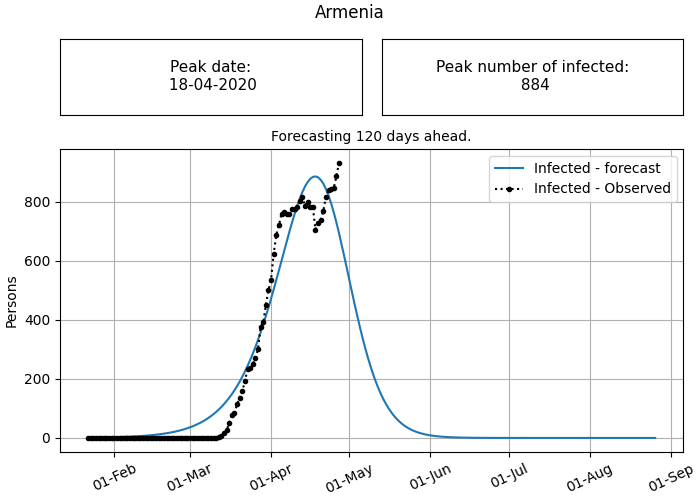 Armenia
Peak date:
18-04-2020
Peak number of infected:
884
Forecasting 120 days ahead.
Infected - forecast
Infected - Observed
Persons
800
600
400
200
0
01-Feb
01-Mar
01-Apr
01-May
01-Jun
01-Jul
01-Aug
01-Sep